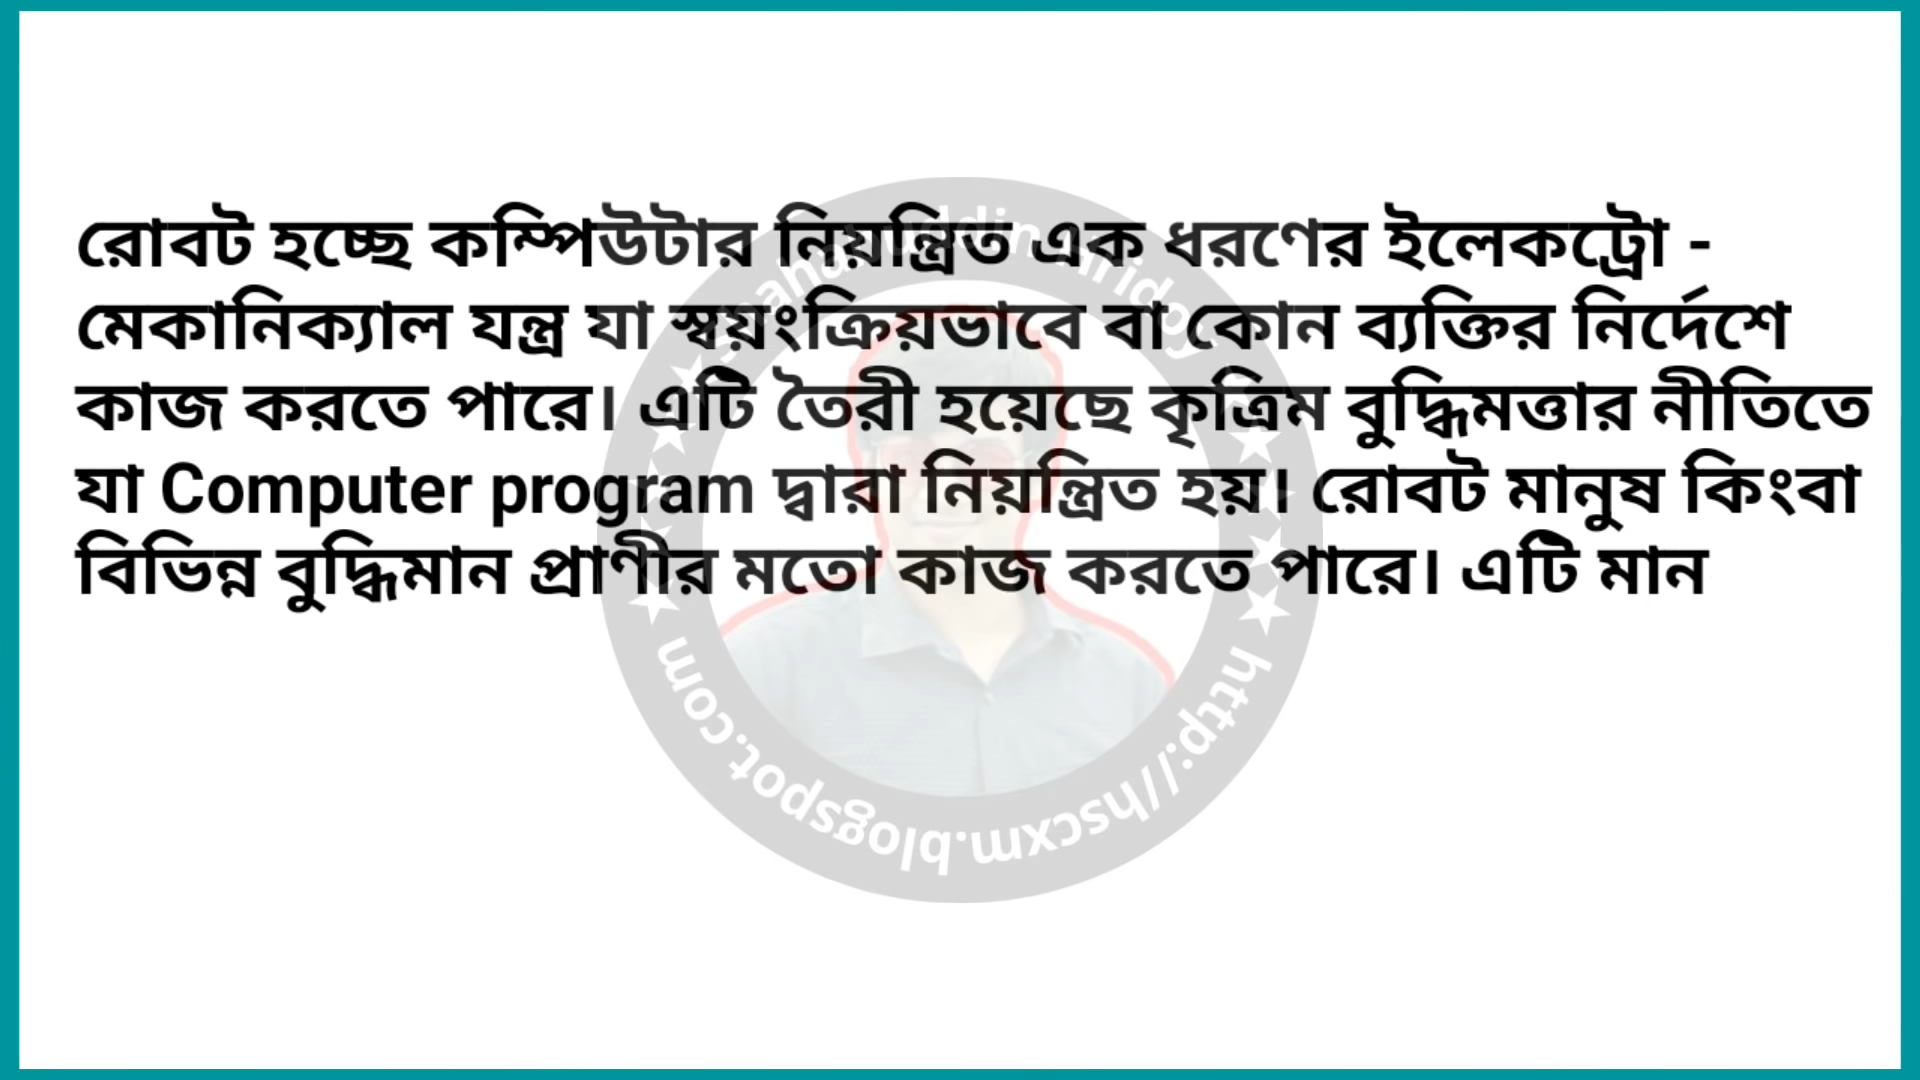 রোবট হচ্ছে কম্পিউটার নিয়ন্ত্রিত এক ধরণের ইলেকট্রো -
মেকানিক্যাল যন্ত্র যা স্বয়ংক্রিয়ভাবে বা কোন ব্যক্তির নির্দেশে
কাজ করতে পারে। এটি তৈরী হয়েছে কৃত্রিম বুদ্ধিমত্তার নীতিতে
যা Computer program দ্বারা নিয়ন্ত্রিত হয়। রোবট মানুষ কিংবা
বিভিন্ন বুদ্ধিমান প্রাণীর মতো কাজ করতে পারে। এটি মান
http://hscxm.blogspot.com